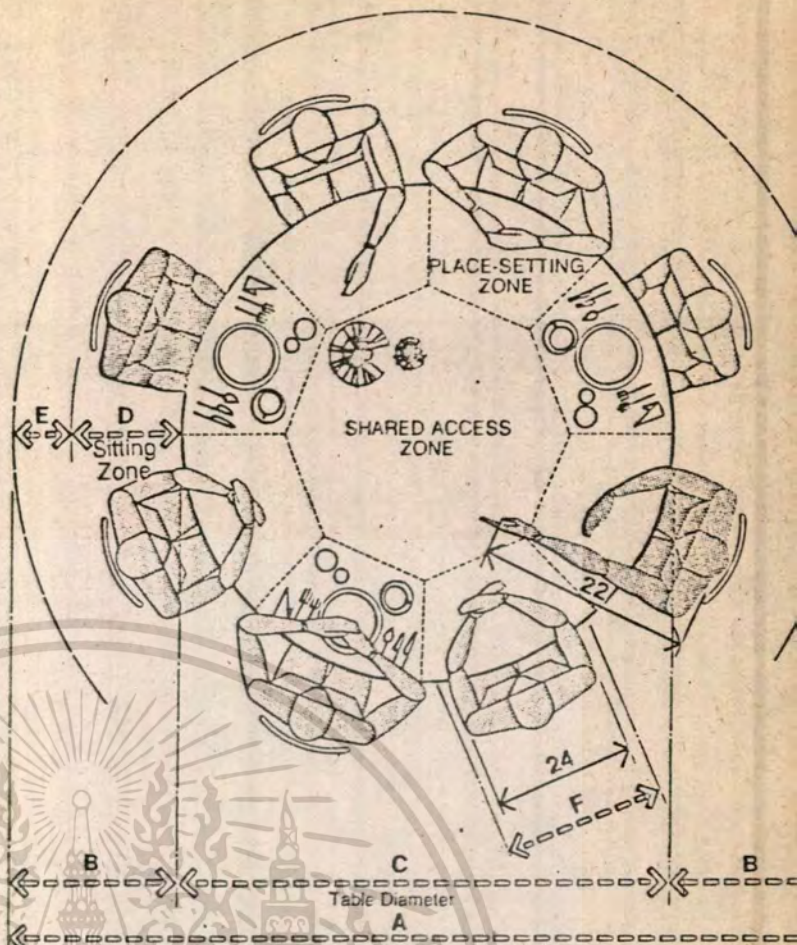 PLACE-SETTING
ZONE
SHARED ACCESS
ZONE
E
D
Sitting
Zone
22
24
F
B
C
B
Table Diameter
A